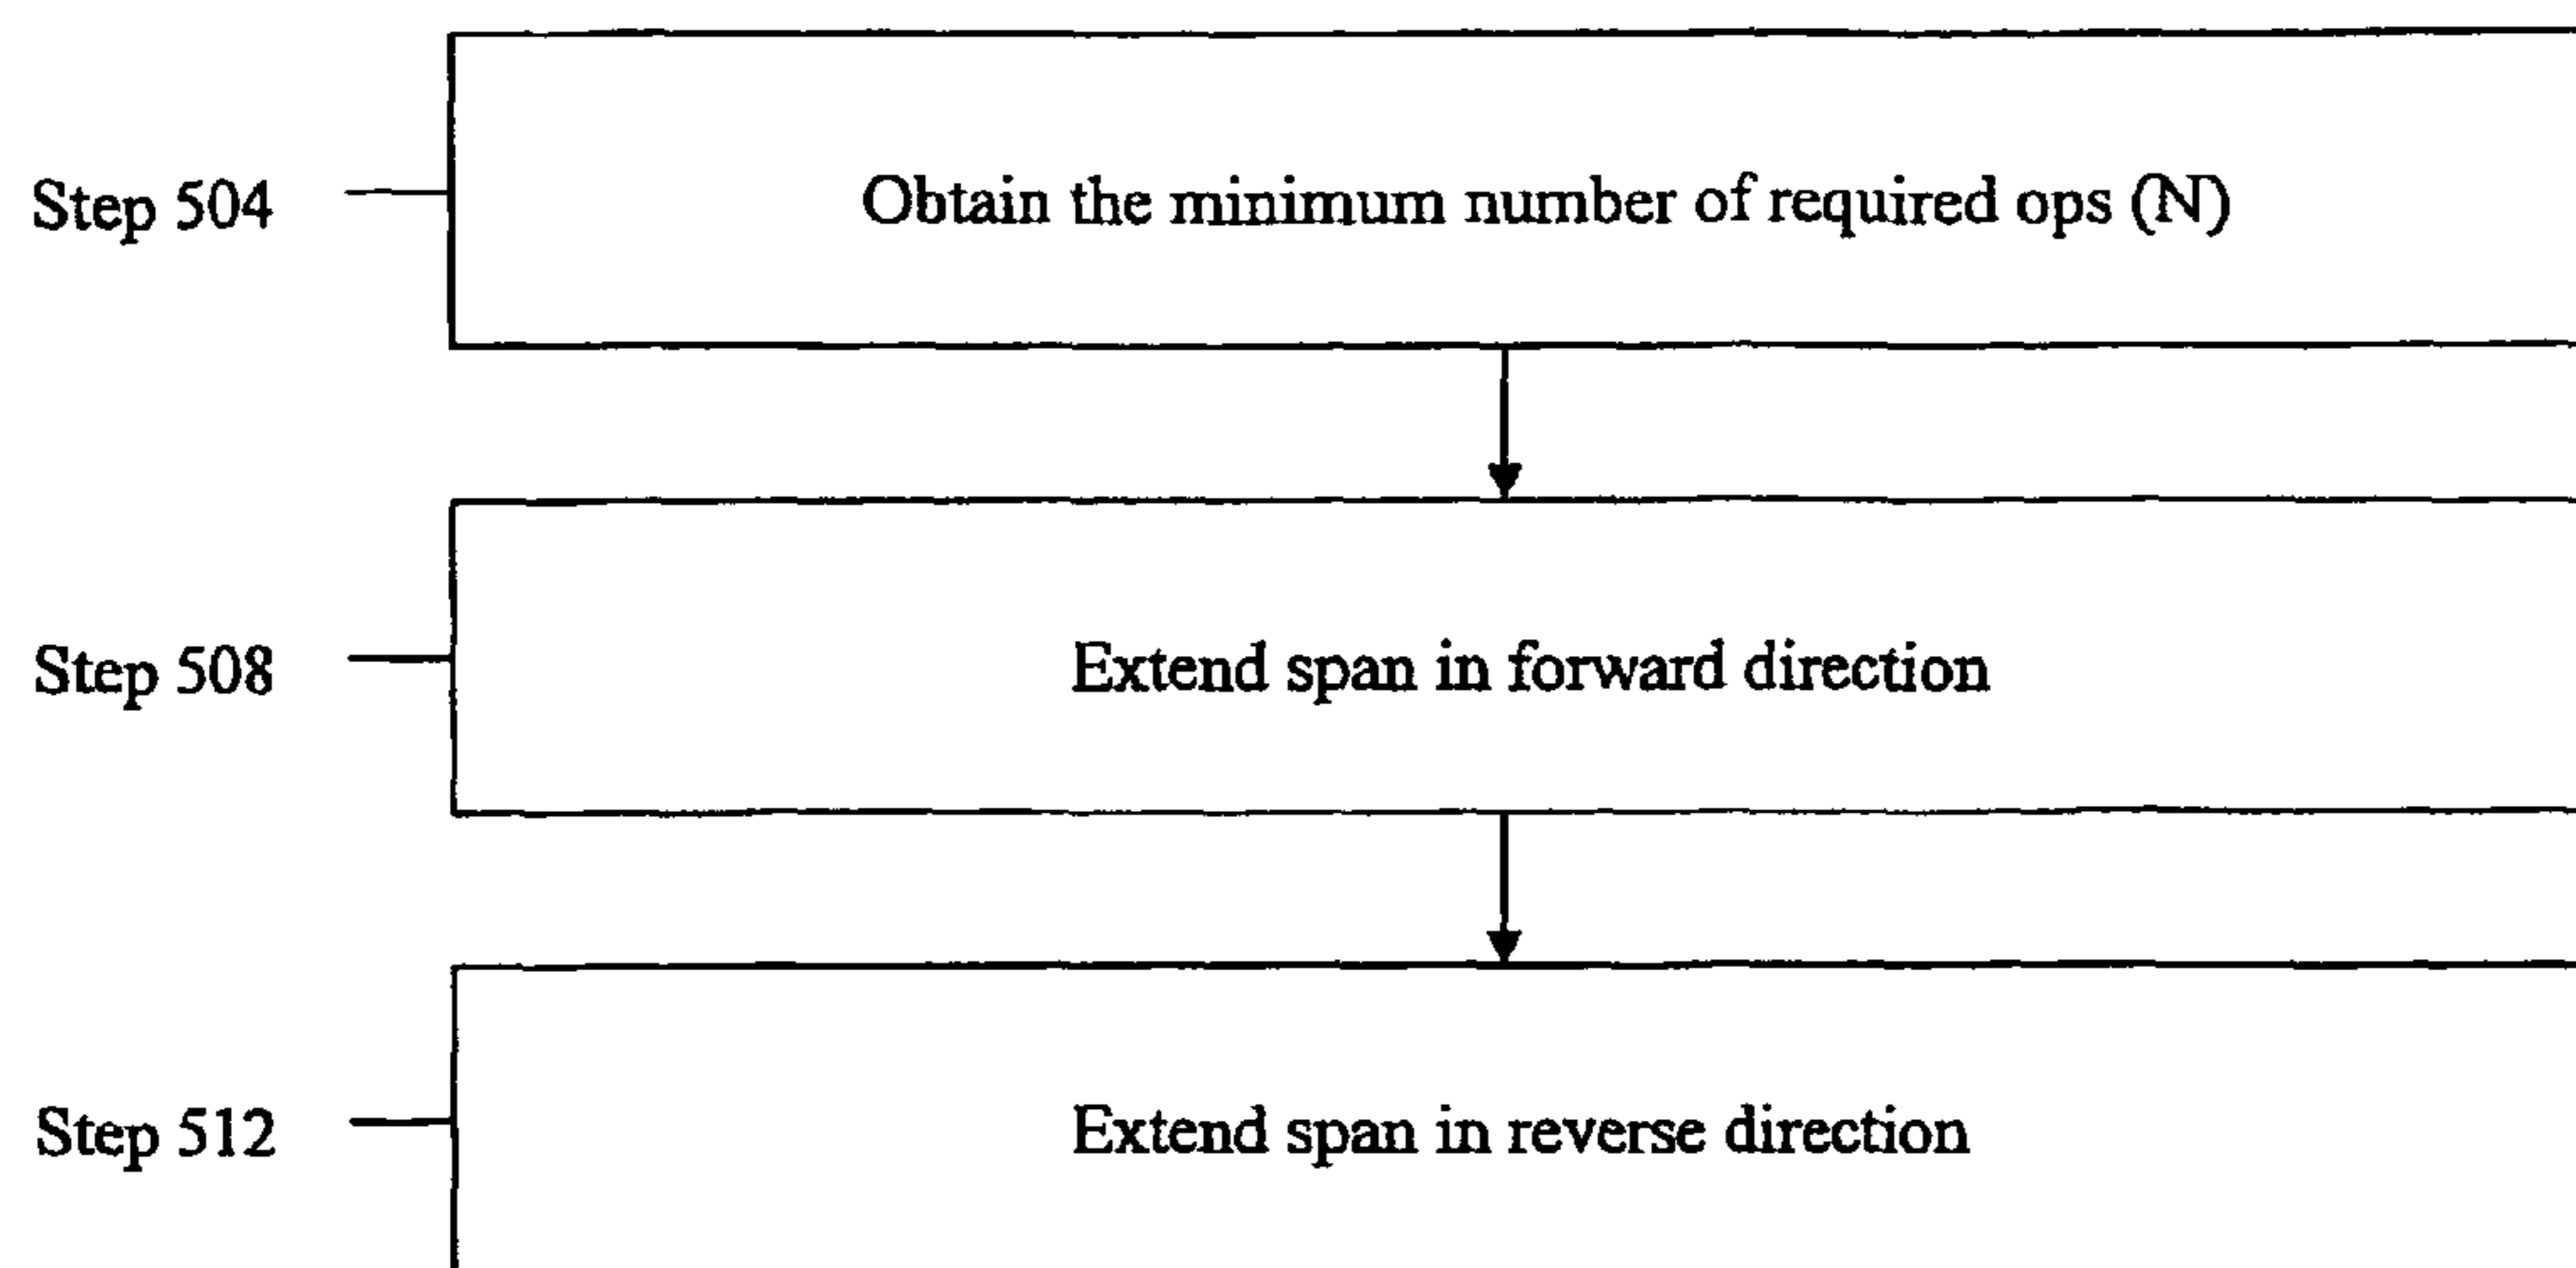 Step 504
Obtain the minimum number of required ops (N)
Step 508
Extend span in forward direction
Step 512
Extend span in reverse direction